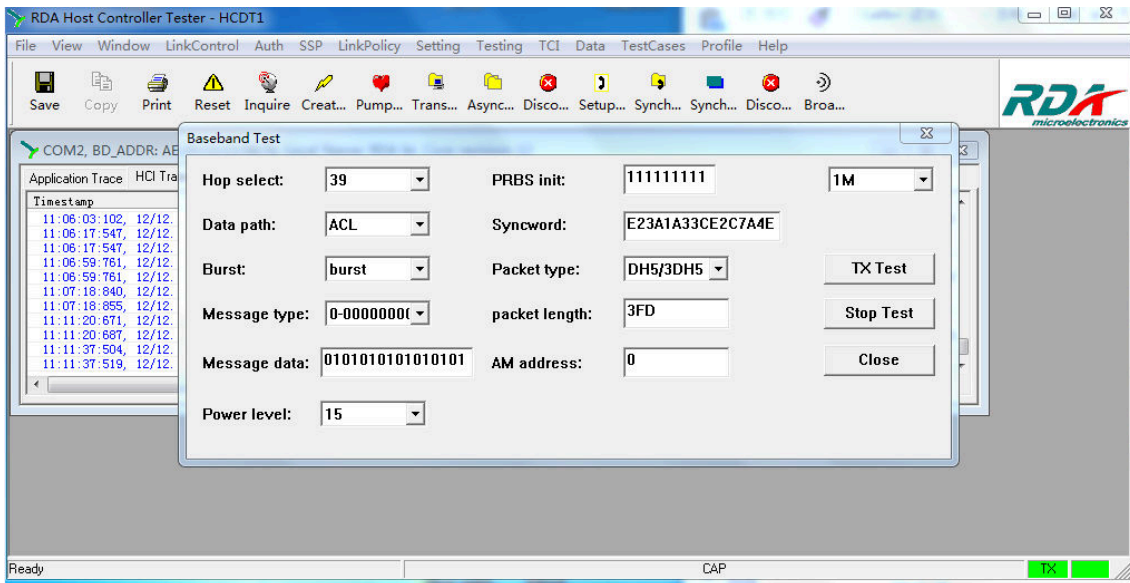 RDA Host Controller Tester - HCDT1
File View Window LinkControl Auth SSP LinkPolicy Setting Testing TCI Data TestCases Profile Help
Save Copy Print Reset Inquire Creat... Pump... Trans... Async... Disco... Setup... Synch... Synch... Disco... Broa...
RDA
microelectronics
COM2, BD_ADDR: AE
Application Trace HCI Tra
Timestamp
11:06:03:102, 12/12.
11:06:17:547, 12/12.
11:06:17:547, 12/12.
11:06:59:761, 12/12.
11:06:59:761, 12/12.
11:07:18:840, 12/12.
11:07:18:855, 12/12.
11:11:20:671, 12/12.
11:11:20:687, 12/12.
11:11:37:504, 12/12.
11:11:37:519, 12/12.
Baseband Test
Hop select: 39 PRBS init: 111111111 1M
Data path: ACL Syncword: E23A1A33CE2C7A4E
Burst: burst Packet type: DH5/3DH5 TX Test
Message type: 0-0000000( packet length: 3FD Stop Test
Message data: 0101010101010101 AM address: 0 Close
Power level: 15
Ready CAP TX